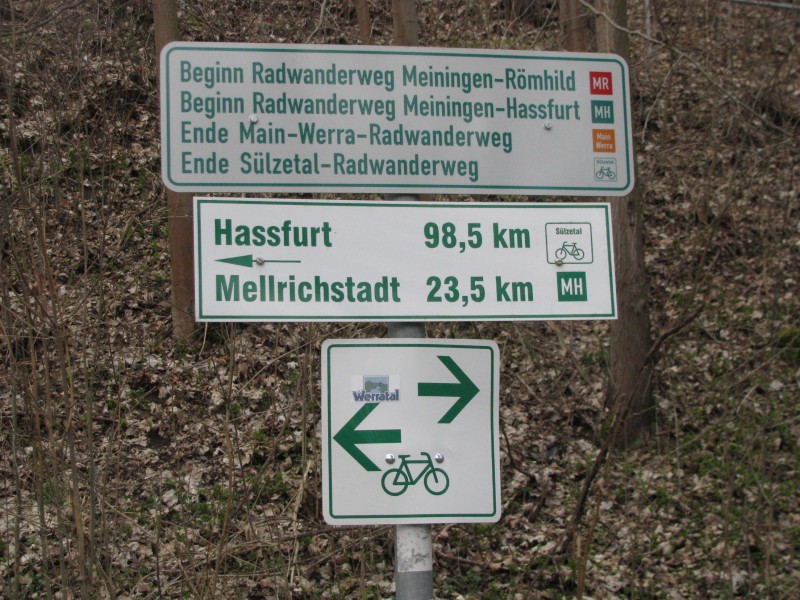 Beginn Radwanderweg Meiningen-Römhild MR
Beginn Radwanderweg Meiningen-Hassfurt MH
Ende Main-Werra-Radwanderweg Main Werra
Ende Sülzetal-Radwanderweg Sülzetal
Hassfurt 98,5 km Sülzetal
Mellrichstadt 23,5 km MH
Werratal